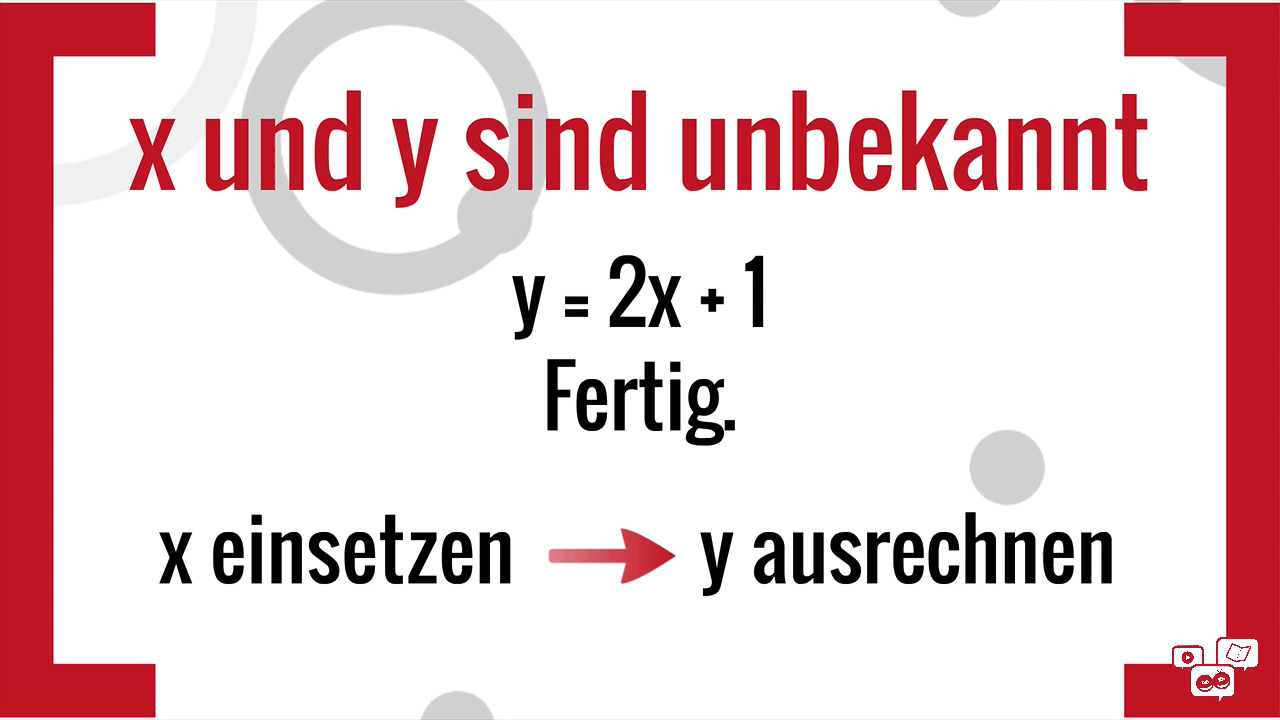 x und y sind unbekannt
y = 2x + 1
Fertig.
x einsetzen → y ausrechnen